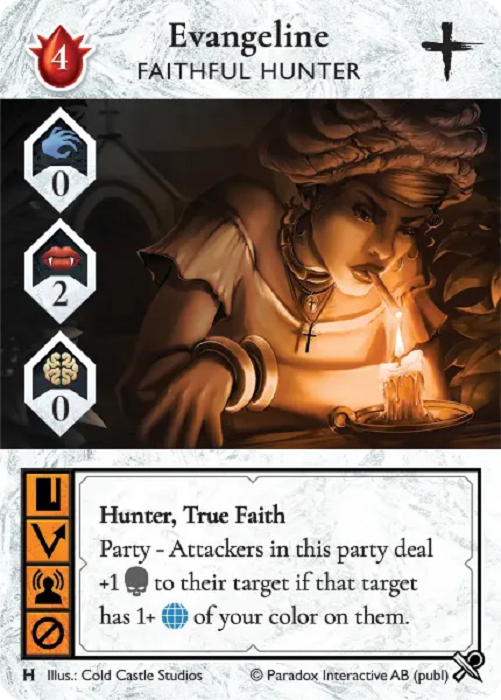 4
Evangeline
FAITHFUL HUNTER
0
2
0
Hunter, True Faith
Party - Attackers in this party deal
+1 to their target if that target
has 1+ of your color on them.
H Illus.: Cold Castle Studios © Paradox Interactive AB (publ)